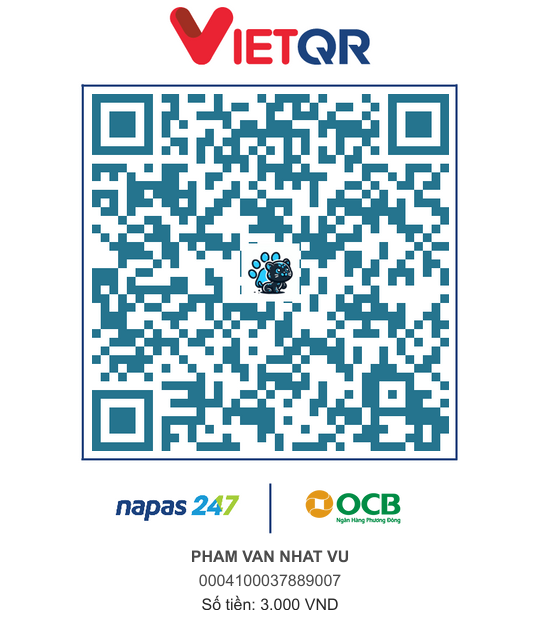 VIETQR
napas 247
OCB
Ngân Hàng Phương Đông
PHAM VAN NHAT VU
0004100037889007
Số tiền: 3.000 VND